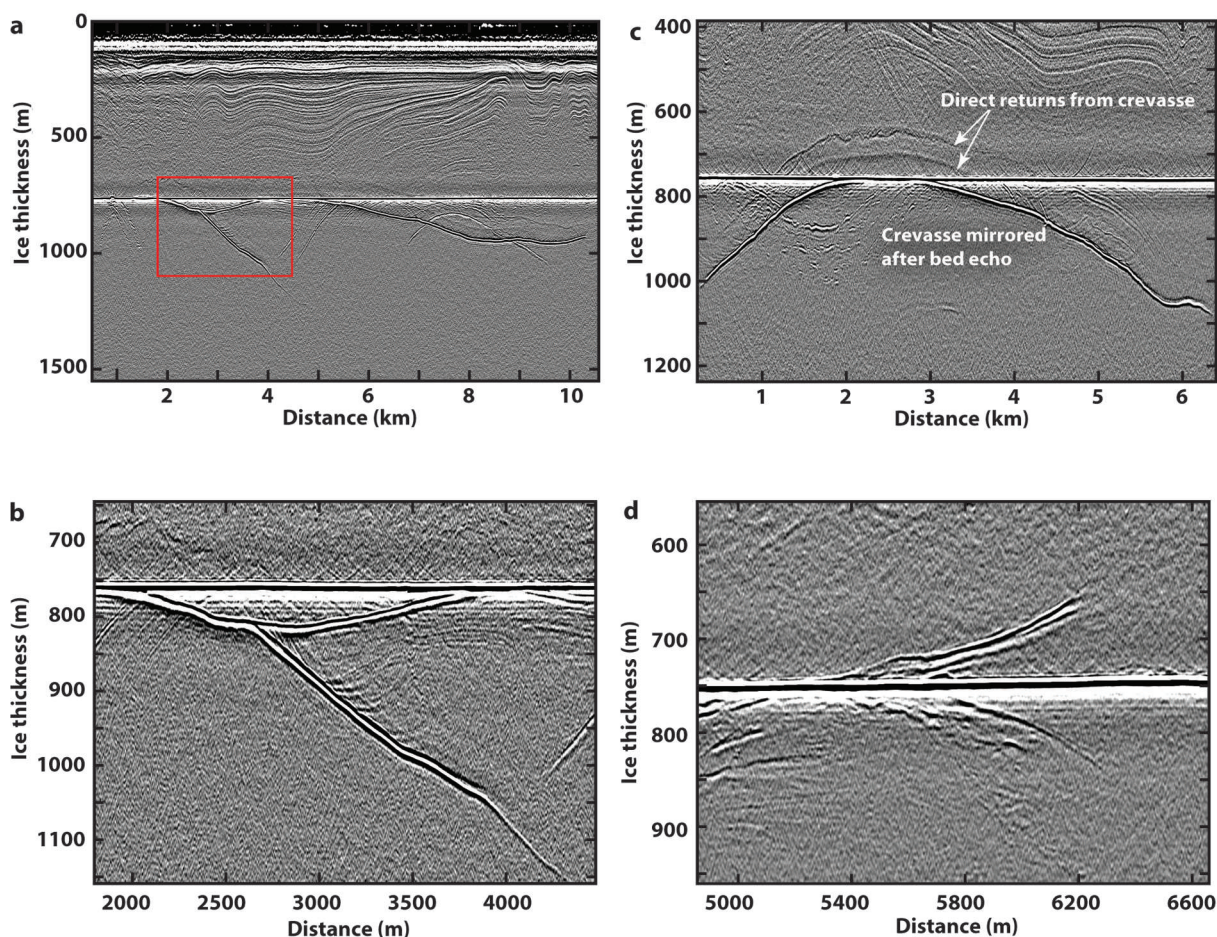 a
Ice thickness (m)
0
500
1000
1500
2
4
6
8
10
Distance (km)
c
Ice thickness (m)
400
600
800
1000
1200
Direct returns from crevasse
Crevasse mirrored
after bed echo
1
2
3
4
5
6
Distance (km)
b
Ice thickness (m)
700
800
900
1000
1100
2000
2500
3000
3500
4000
Distance (m)
d
Ice thickness (m)
600
700
800
900
5000
5400
5800
6200
6600
Distance (m)